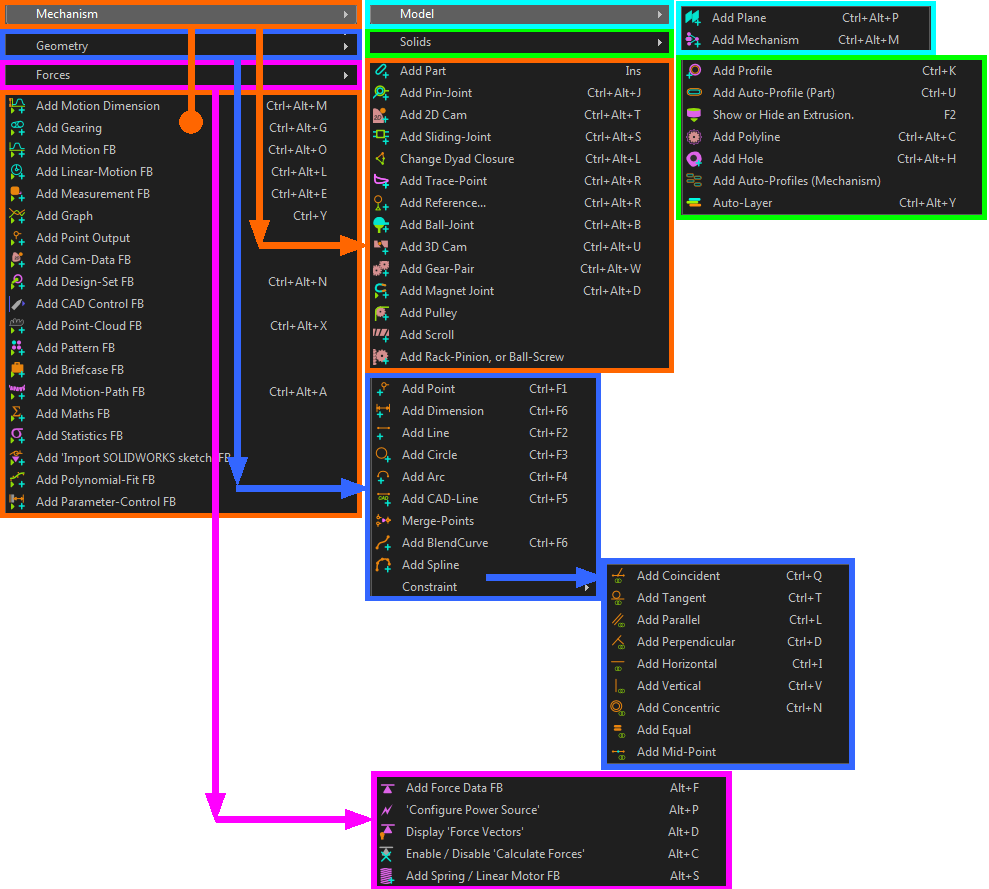 Mechanism
Geometry
Forces
Add Motion Dimension Ctrl+Alt+M
Add Gearing Ctrl+Alt+G
Add Motion FB Ctrl+Alt+O
Add Linear-Motion FB Ctrl+Alt+L
Add Measurement FB Ctrl+Alt+E
Add Graph Ctrl+Y
Add Point Output
Add Cam-Data FB
Add Design-Set FB Ctrl+Alt+N
Add CAD Control FB
Add Point-Cloud FB Ctrl+Alt+X
Add Pattern FB
Add Briefcase FB
Add Motion-Path FB Ctrl+Alt+A
Add Maths FB
Add Statistics FB
Add 'Import SOLIDWORKS sketch' FB
Add Polynomial-Fit FB
Add Parameter-Control FB
Model
Solids
Add Part Ins
Add Pin-Joint Ctrl+Alt+J
Add 2D Cam Ctrl+Alt+T
Add Sliding-Joint Ctrl+Alt+S
Change Dyad Closure Ctrl+Alt+L
Add Trace-Point Ctrl+Alt+R
Add Reference... Ctrl+Alt+R
Add Ball-Joint Ctrl+Alt+B
Add 3D Cam Ctrl+Alt+U
Add Gear-Pair Ctrl+Alt+W
Add Magnet Joint Ctrl+Alt+D
Add Pulley
Add Scroll
Add Rack-Pinion, or Ball-Screw
Add Point Ctrl+F1
Add Dimension Ctrl+F6
Add Line Ctrl+F2
Add Circle Ctrl+F3
Add Arc Ctrl+F4
CAD Add CAD-Line Ctrl+F5
Merge-Points
Add BlendCurve Ctrl+F6
Add Spline
Constraint
Add Plane Ctrl+Alt+P
Add Mechanism Ctrl+Alt+M
Add Profile Ctrl+K
Add Auto-Profile (Part) Ctrl+U
Show or Hide an Extrusion. F2
Add Polyline Ctrl+Alt+C
Add Hole Ctrl+Alt+H
Add Auto-Profiles (Mechanism)
Auto-Layer Ctrl+Alt+Y
Add Coincident Ctrl+Q
Add Tangent Ctrl+T
Add Parallel Ctrl+L
Add Perpendicular Ctrl+D
Add Horizontal Ctrl+I
Add Vertical Ctrl+V
Add Concentric Ctrl+N
Add Equal
Add Mid-Point
Add Force Data FB Alt+F
'Configure Power Source' Alt+P
Display 'Force Vectors' Alt+D
Enable / Disable 'Calculate Forces' Alt+C
Add Spring / Linear Motor FB Alt+S